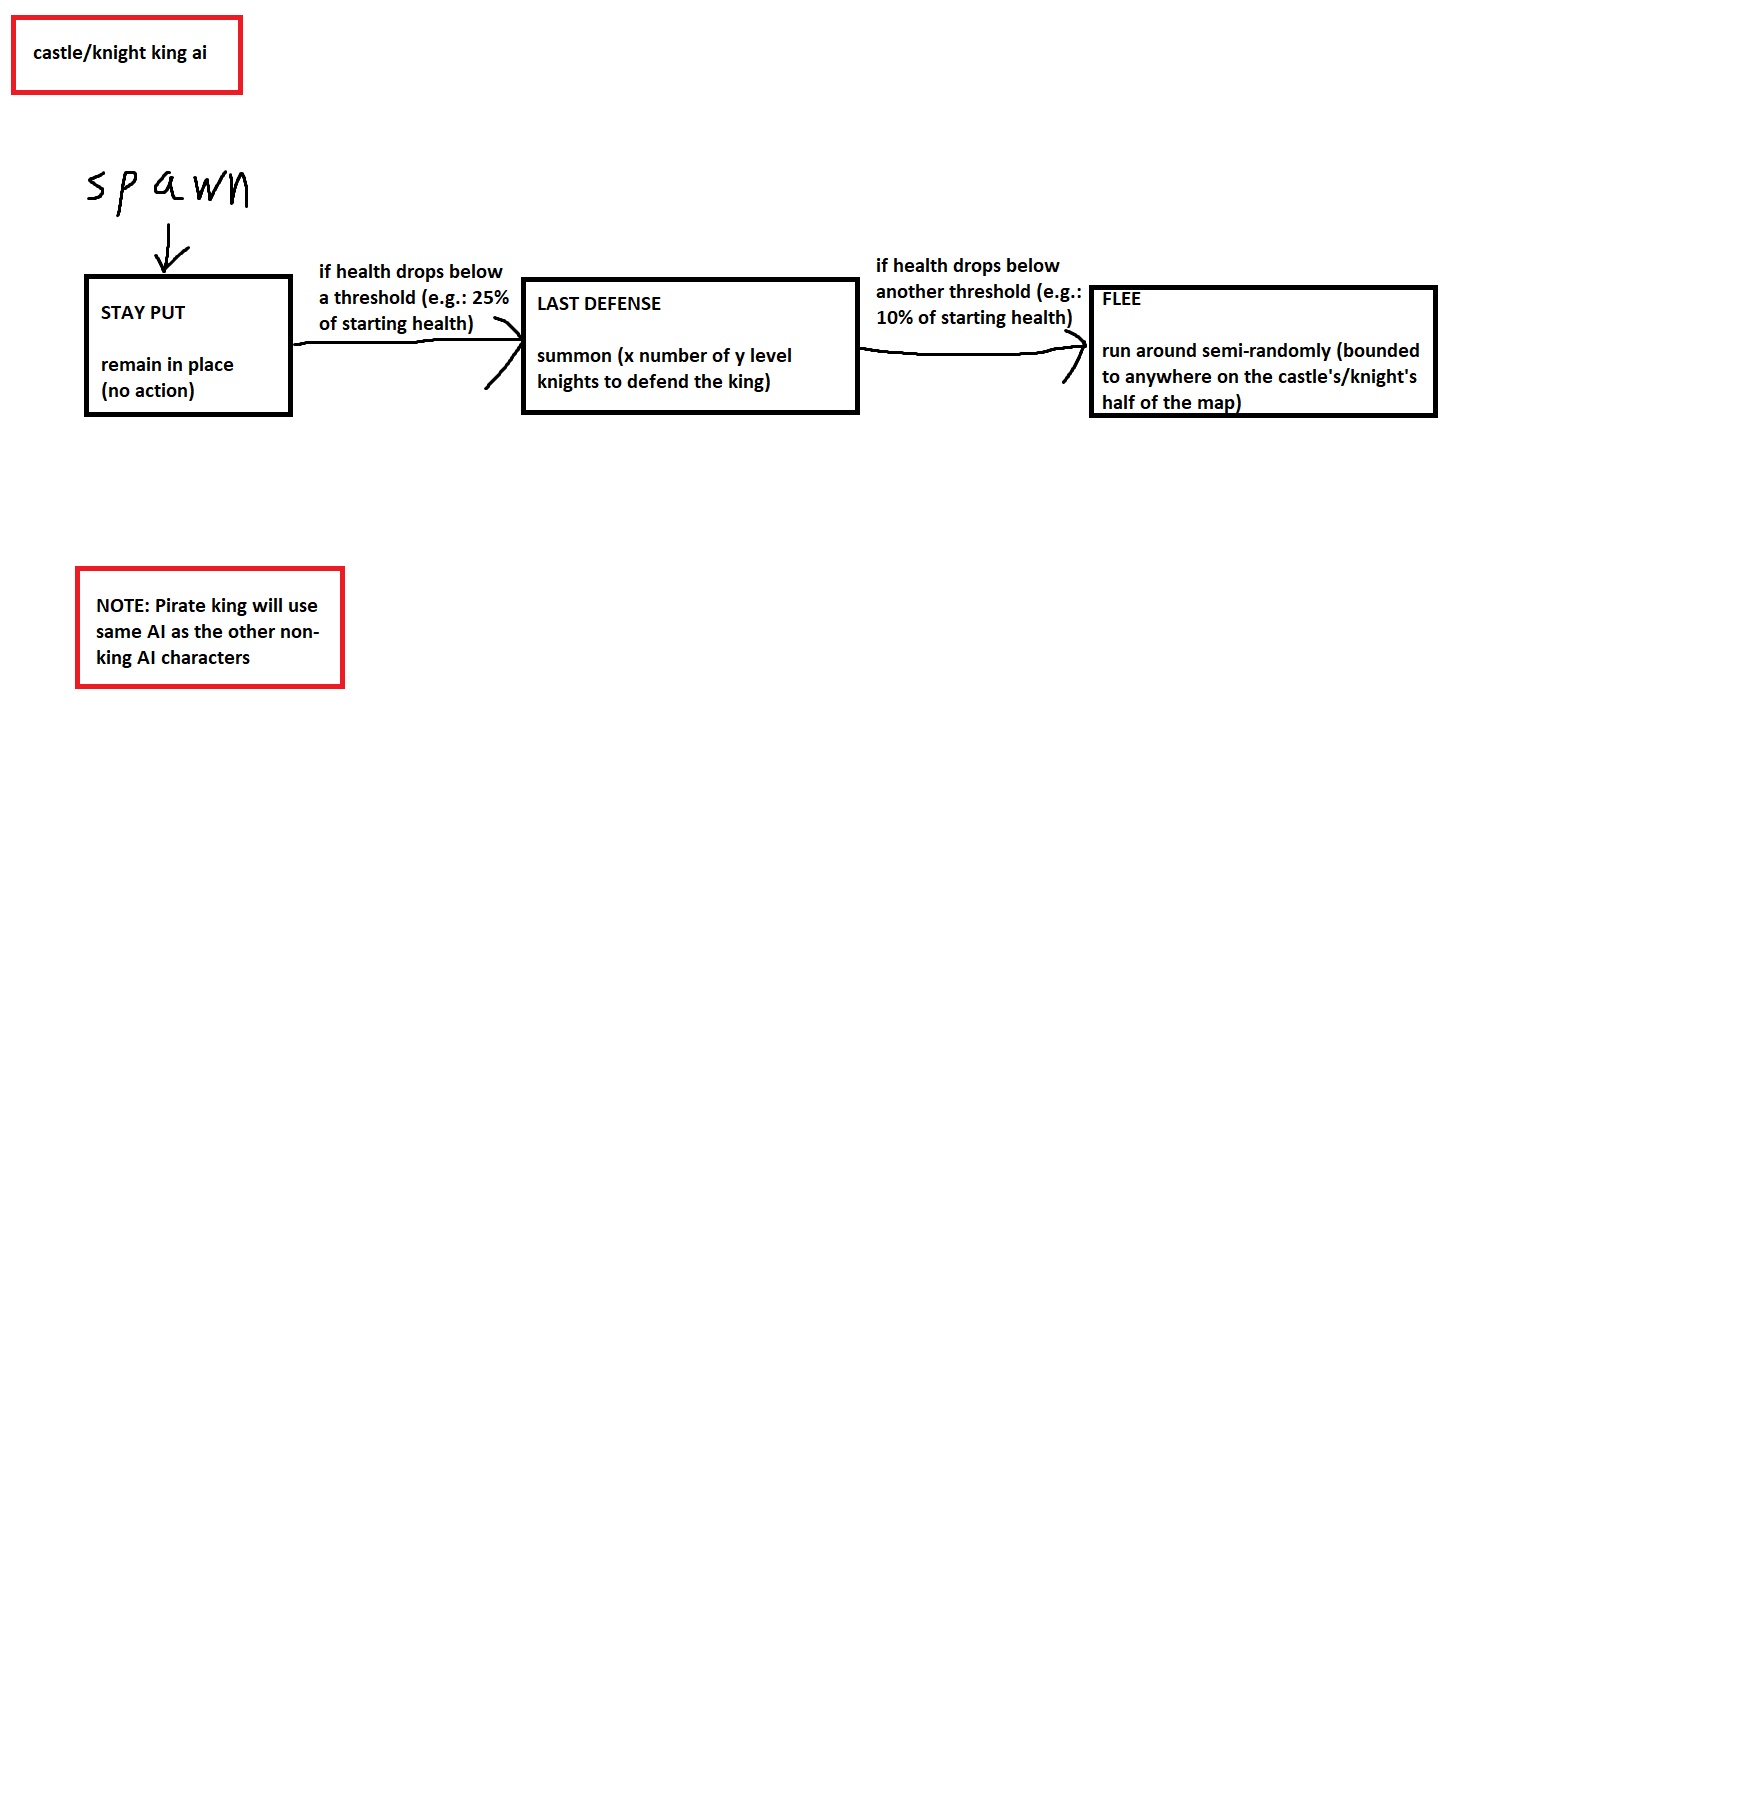 castle/knight king ai
spawn
if health drops below
a threshold (e.g.: 25%
of starting health)
if health drops below
another threshold (e.g.:
10% of starting health)
STAY PUT
remain in place
(no action)
LAST DEFENSE
summon (x number of y level
knights to defend the king)
FLEE
run around semi-randomly (bounded
to anywhere on the castle's/knight's
half of the map)
NOTE: Pirate king will use
same AI as the other non-
king AI characters